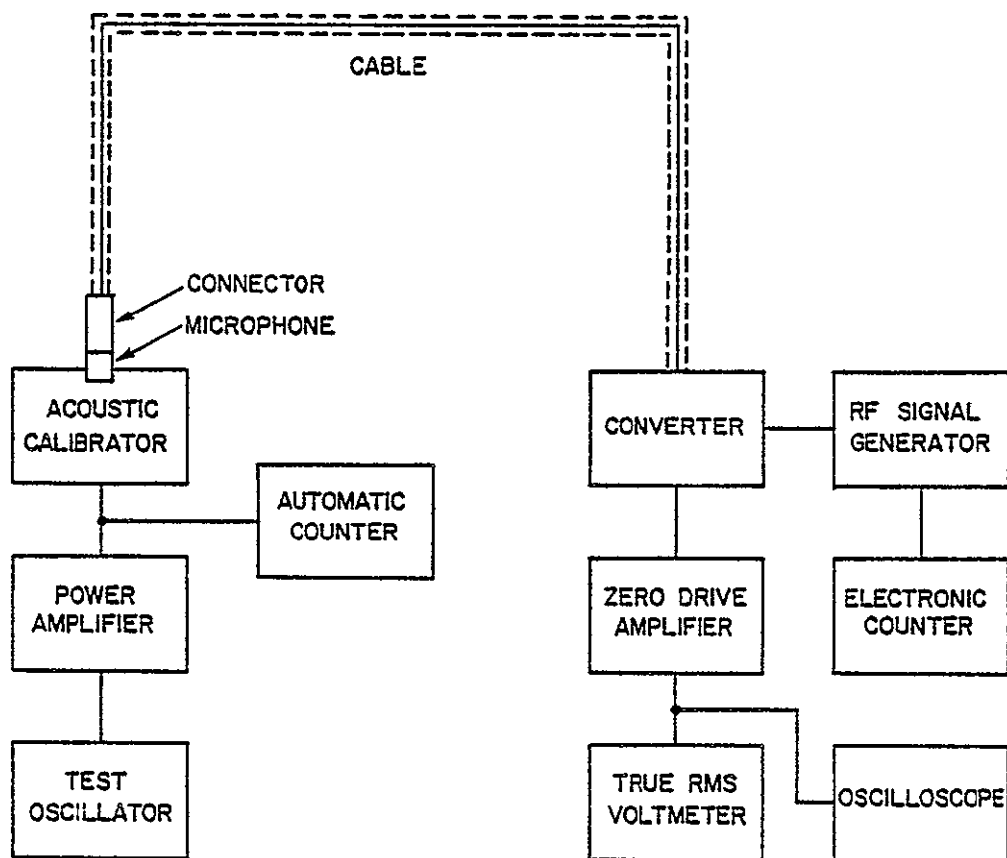 CABLE
CONNECTOR
MICROPHONE
ACOUSTIC
CALIBRATOR
AUTOMATIC
COUNTER
POWER
AMPLIFIER
TEST
OSCILLATOR
CONVERTER
RF SIGNAL
GENERATOR
ZERO DRIVE
AMPLIFIER
ELECTRONIC
COUNTER
TRUE RMS
VOLTMETER
OSCILLOSCOPE